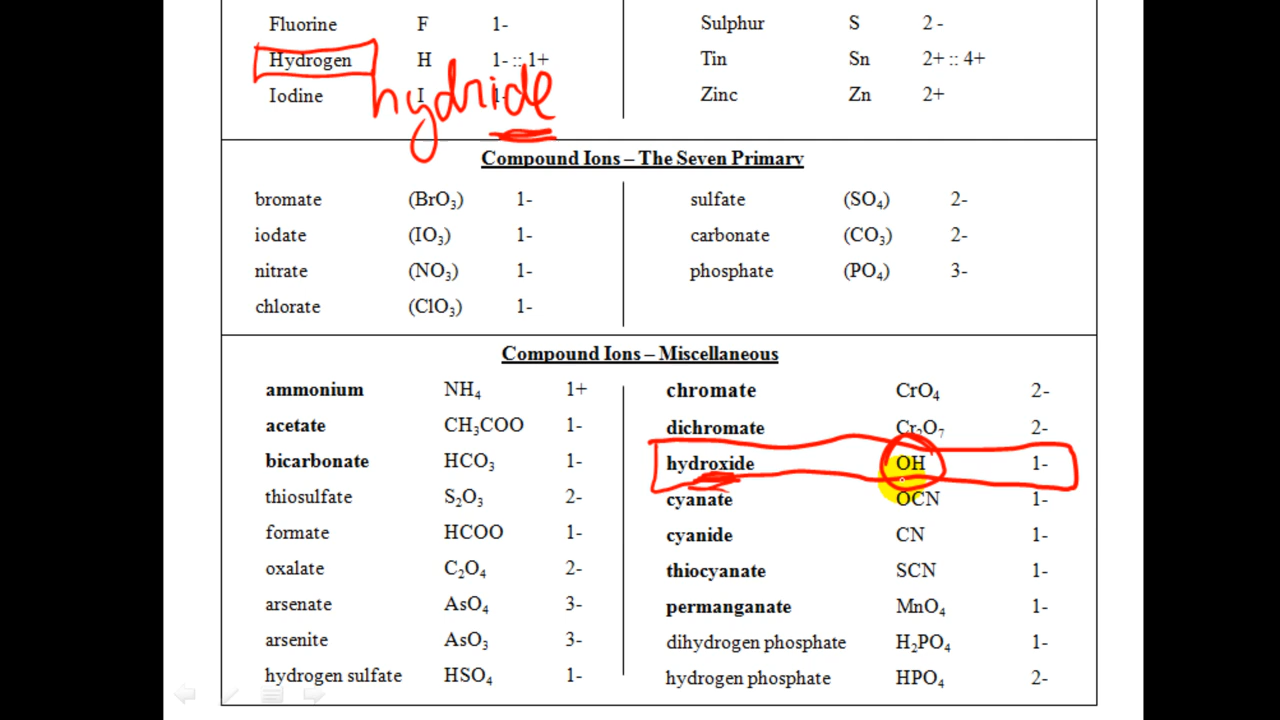 Fluorine F 1- Sulphur S 2 -
Hydrogen H 1- :: 1+ Tin Sn 2+ :: 4+
Iodine I 1- Zinc Zn 2+
hydride
Compound Ions – The Seven Primary
bromate (BrO₃) 1- sulfate (SO₄) 2-
iodate (IO₃) 1- carbonate (CO₃) 2-
nitrate (NO₃) 1- phosphate (PO₄) 3-
chlorate (ClO₃) 1-
Compound Ions – Miscellaneous
ammonium NH₄ 1+ chromate CrO₄ 2-
acetate CH₃COO 1- dichromate Cr₂O₇ 2-
bicarbonate HCO₃ 1- hydroxide OH 1-
thiosulfate S₂O₃ 2- cyanate OCN 1-
formate HCOO 1- cyanide CN 1-
oxalate C₂O₄ 2- thiocyanate SCN 1-
arsenate AsO₄ 3- permanganate MnO₄ 1-
arsenite AsO₃ 3- dihydrogen phosphate H₂PO₄ 1-
hydrogen sulfate HSO₄ 1- hydrogen phosphate HPO₄ 2-